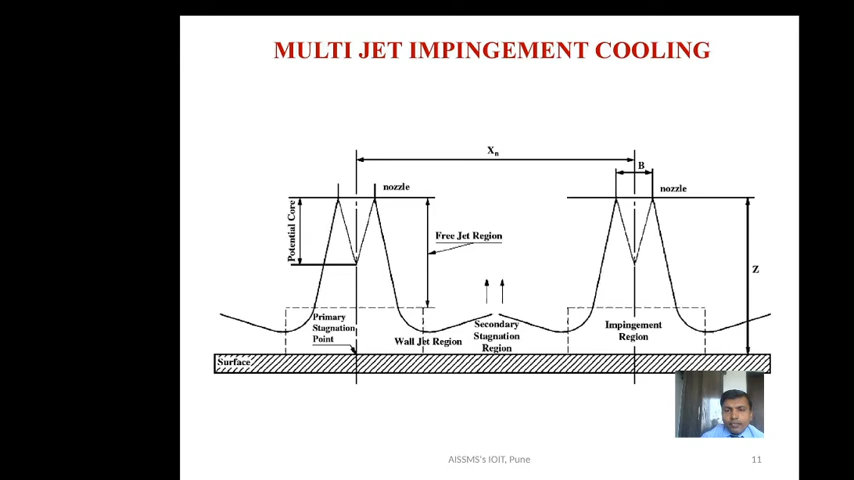 MULTI JET IMPINGEMENT COOLING
Xn
B
nozzle
nozzle
Potential Core
Free Jet Region
Z
Primary
Stagnation
Point
Wall Jet Region
Secondary
Stagnation
Region
Impingement
Region
Surface
AISSMS's IOIT, Pune
11